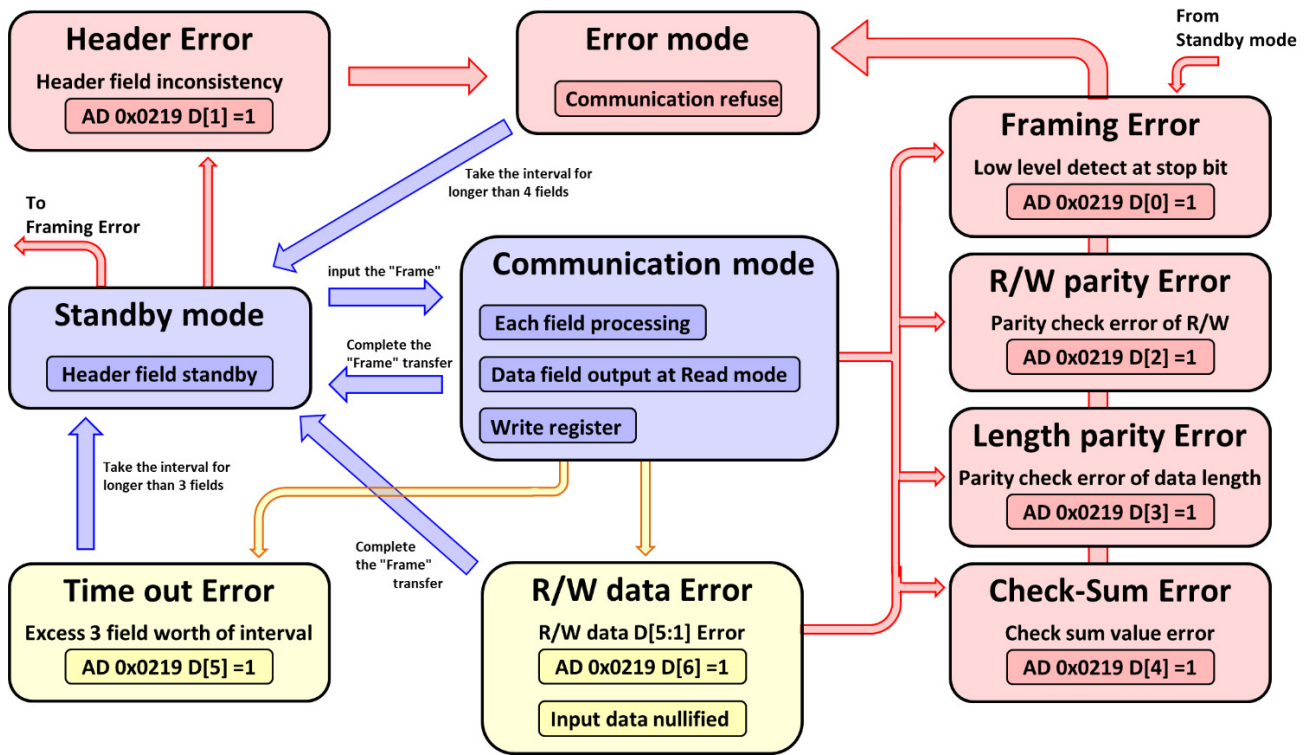 Header Error
Header field inconsistency
AD 0x0219 D[1] =1
Error mode
Communication refuse
From
Standby mode
Framing Error
Low level detect at stop bit
AD 0x0219 D[0] =1
Take the interval for
longer than 4 fields
To
Framing Error
input the "Frame"
Communication mode
Each field processing
Data field output at Read mode
Write register
R/W parity Error
Parity check error of R/W
AD 0x0219 D[2] =1
Standby mode
Header field standby
Complete the
"Frame" transfer
Length parity Error
Parity check error of data length
AD 0x0219 D[3] =1
Take the interval for
longer than 3 fields
Complete
the "Frame"
transfer
Time out Error
Excess 3 field worth of interval
AD 0x0219 D[5] =1
R/W data Error
R/W data D[5:1] Error
AD 0x0219 D[6] =1
Input data nullified
Check-Sum Error
Check sum value error
AD 0x0219 D[4] =1